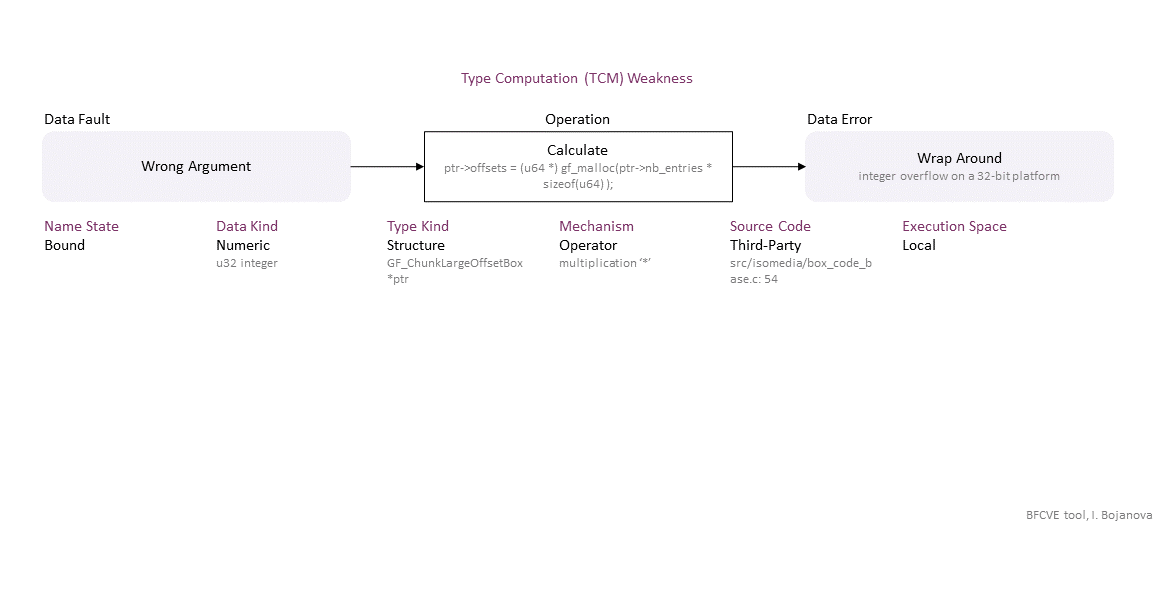 Type Computation (TCM) Weakness
Data Fault
Operation
Data Error
Wrong Argument
Calculate
ptr->offsets = (u64 *) gf_malloc(ptr->nb_entries *
sizeof(u64) );
Wrap Around
integer overflow on a 32-bit platform
Name State
Bound
Data Kind
Numeric
u32 integer
Type Kind
Structure
GF_ChunkLargeOffsetBox
*ptr
Mechanism
Operator
multiplication ‘*’
Source Code
Third-Party
src/isomedia/box_code_b
ase.c: 54
Execution Space
Local
BFCVE tool, I. Bojanova